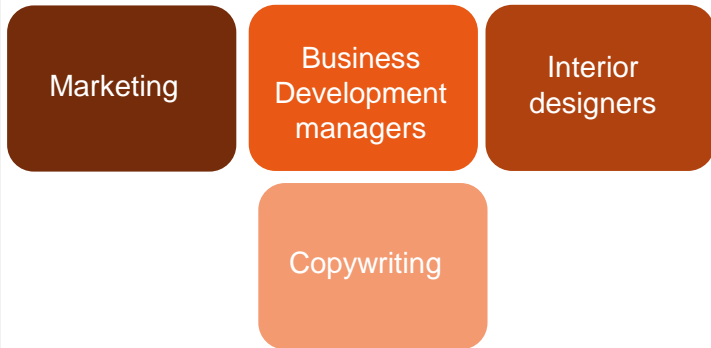 Marketing
Business
Development
managers
Interior
designers
Copywriting